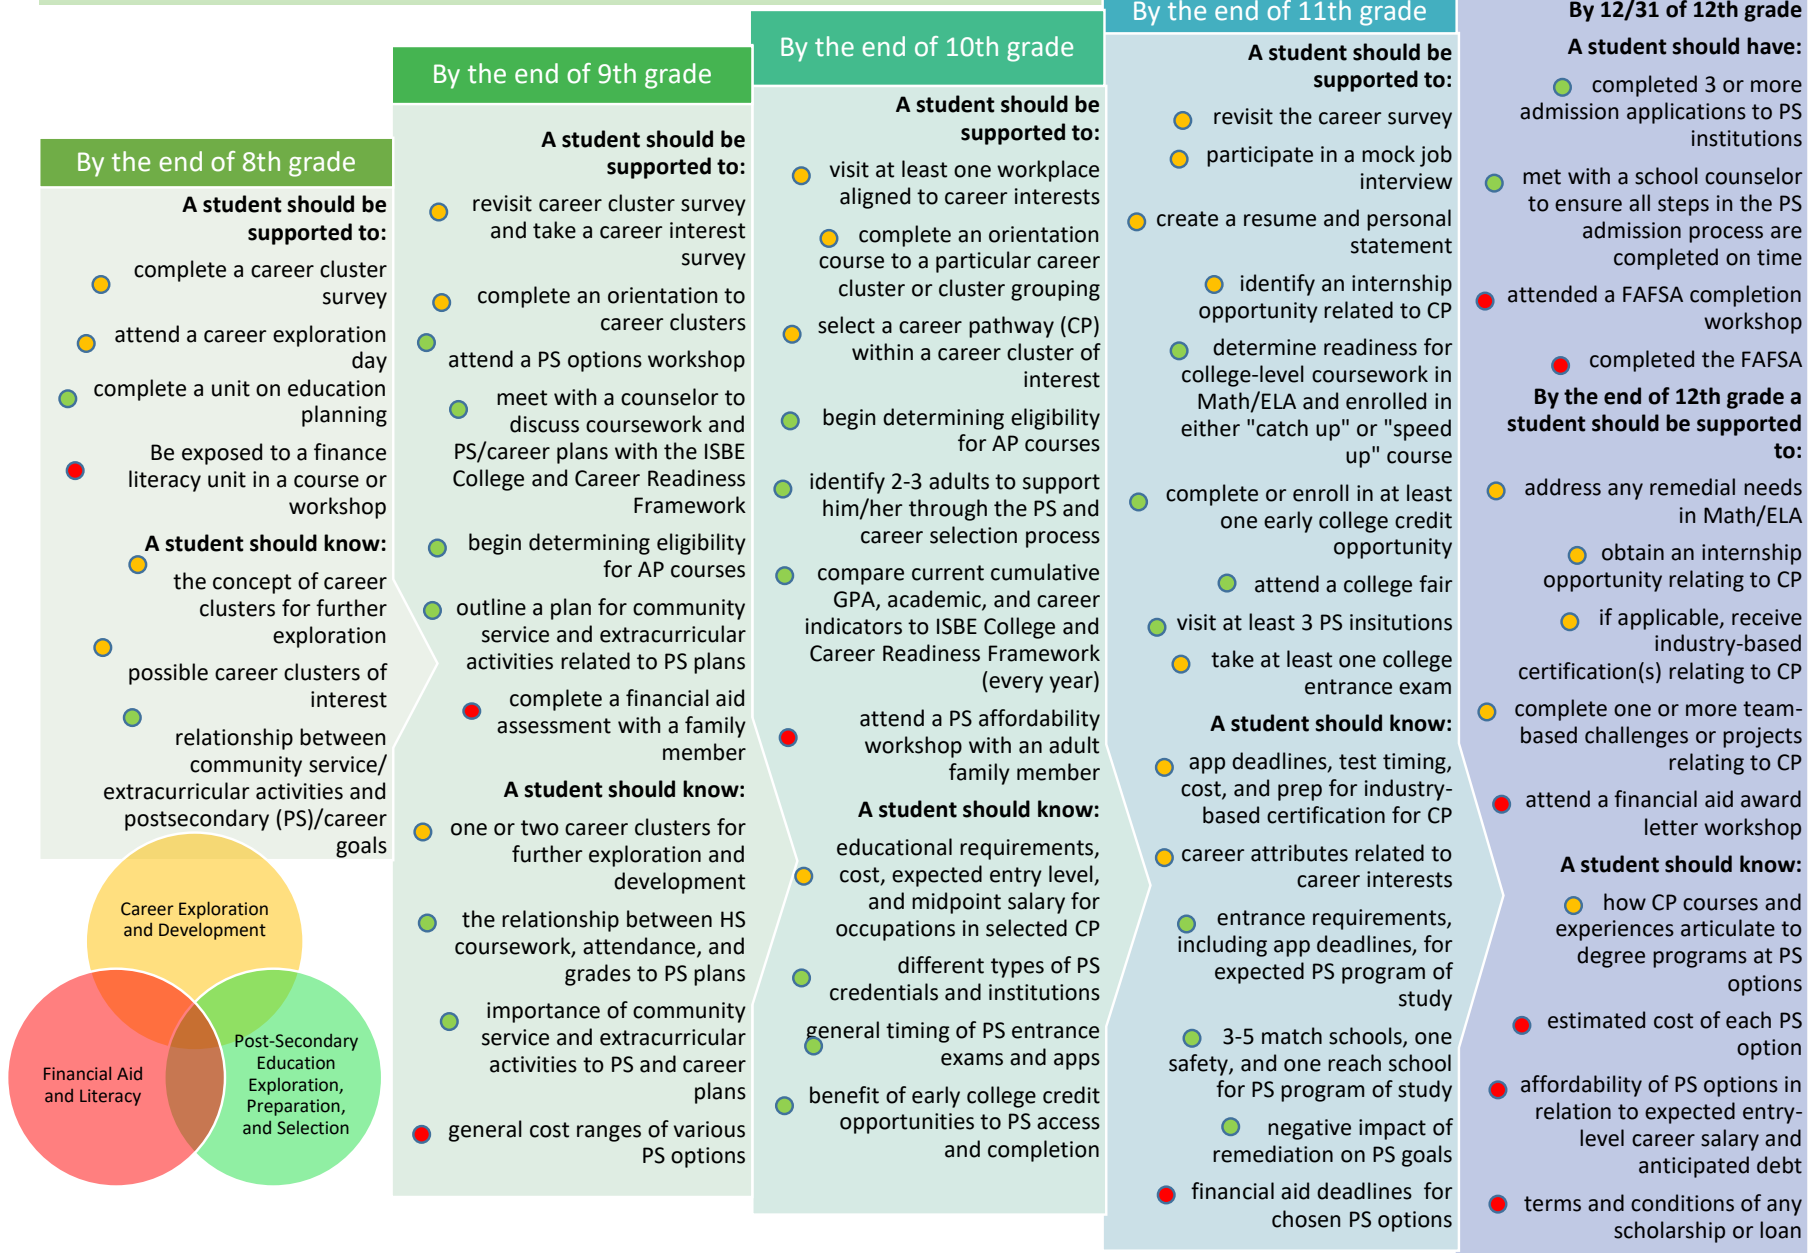 By the end of 8th grade
A student should be
supported to:
complete a career cluster
survey
attend a career exploration
day
complete a unit on education
planning
Be exposed to a finance
literacy unit in a course or
workshop
A student should know:
the concept of career
clusters for further
exploration
possible career clusters of
interest
relationship between
community service/
extracurricular activities and
postsecondary (PS)/career
goals
Career Exploration
and Development
Financial Aid
and Literacy
Post-Secondary
Education
Exploration,
Preparation,
and Selection
By the end of 9th grade
A student should be
supported to:
revisit career cluster survey
and take a career interest
survey
complete an orientation to
career clusters
attend a PS options workshop
meet with a counselor to
discuss coursework and
PS/career plans with the ISBE
College and Career Readiness
Framework
begin determining eligibility
for AP courses
outline a plan for community
service and extracurricular
activities related to PS plans
complete a financial aid
assessment with a family
member
A student should know:
one or two career clusters for
further exploration and
development
the relationship between HS
coursework, attendance, and
grades to PS plans
importance of community
service and extracurricular
activities to PS and career
plans
general cost ranges of various
PS options
By the end of 10th grade
A student should be
supported to:
visit at least one workplace
aligned to career interests
complete an orientation
course to a particular career
cluster or cluster grouping
select a career pathway (CP)
within a career cluster of
interest
begin determining eligibility
for AP courses
identify 2-3 adults to support
him/her through the PS and
career selection process
compare current cumulative
GPA, academic, and career
indicators to ISBE College and
Career Readiness Framework
(every year)
attend a PS affordability
workshop with an adult
family member
A student should know:
educational requirements,
cost, expected entry level,
and midpoint salary for
occupations in selected CP
different types of PS
credentials and institutions
general timing of PS entrance
exams and apps
benefit of early college credit
opportunities to PS access
and completion
By the end of 11th grade
A student should be
supported to:
revisit the career survey
participate in a mock job
interview
create a resume and personal
statement
identify an internship
opportunity related to CP
determine readiness for
college-level coursework in
Math/ELA and enrolled in
either "catch up" or "speed
up" course
complete or enroll in at least
one early college credit
opportunity
attend a college fair
visit at least 3 PS insitutions
take at least one college
entrance exam
A student should know:
app deadlines, test timing,
cost, and prep for industry-
based certification for CP
career attributes related to
career interests
entrance requirements,
including app deadlines, for
expected PS program of
study
3-5 match schools, one
safety, and one reach school
for PS program of study
negative impact of
remediation on PS goals
financial aid deadlines for
chosen PS options
By 12/31 of 12th grade
A student should have:
completed 3 or more
admission applications to PS
institutions
met with a school counselor
to ensure all steps in the PS
admission process are
completed on time
attended a FAFSA completion
workshop
completed the FAFSA
By the end of 12th grade a
student should be supported
to:
address any remedial needs
in Math/ELA
obtain an internship
opportunity relating to CP
if applicable, receive
industry-based
certification(s) relating to CP
complete one or more team-
based challenges or projects
relating to CP
attend a financial aid award
letter workshop
A student should know:
how CP courses and
experiences articulate to
degree programs at PS
options
estimated cost of each PS
option
affordability of PS options in
relation to expected entry-
level career salary and
anticipated debt
terms and conditions of any
scholarship or loan